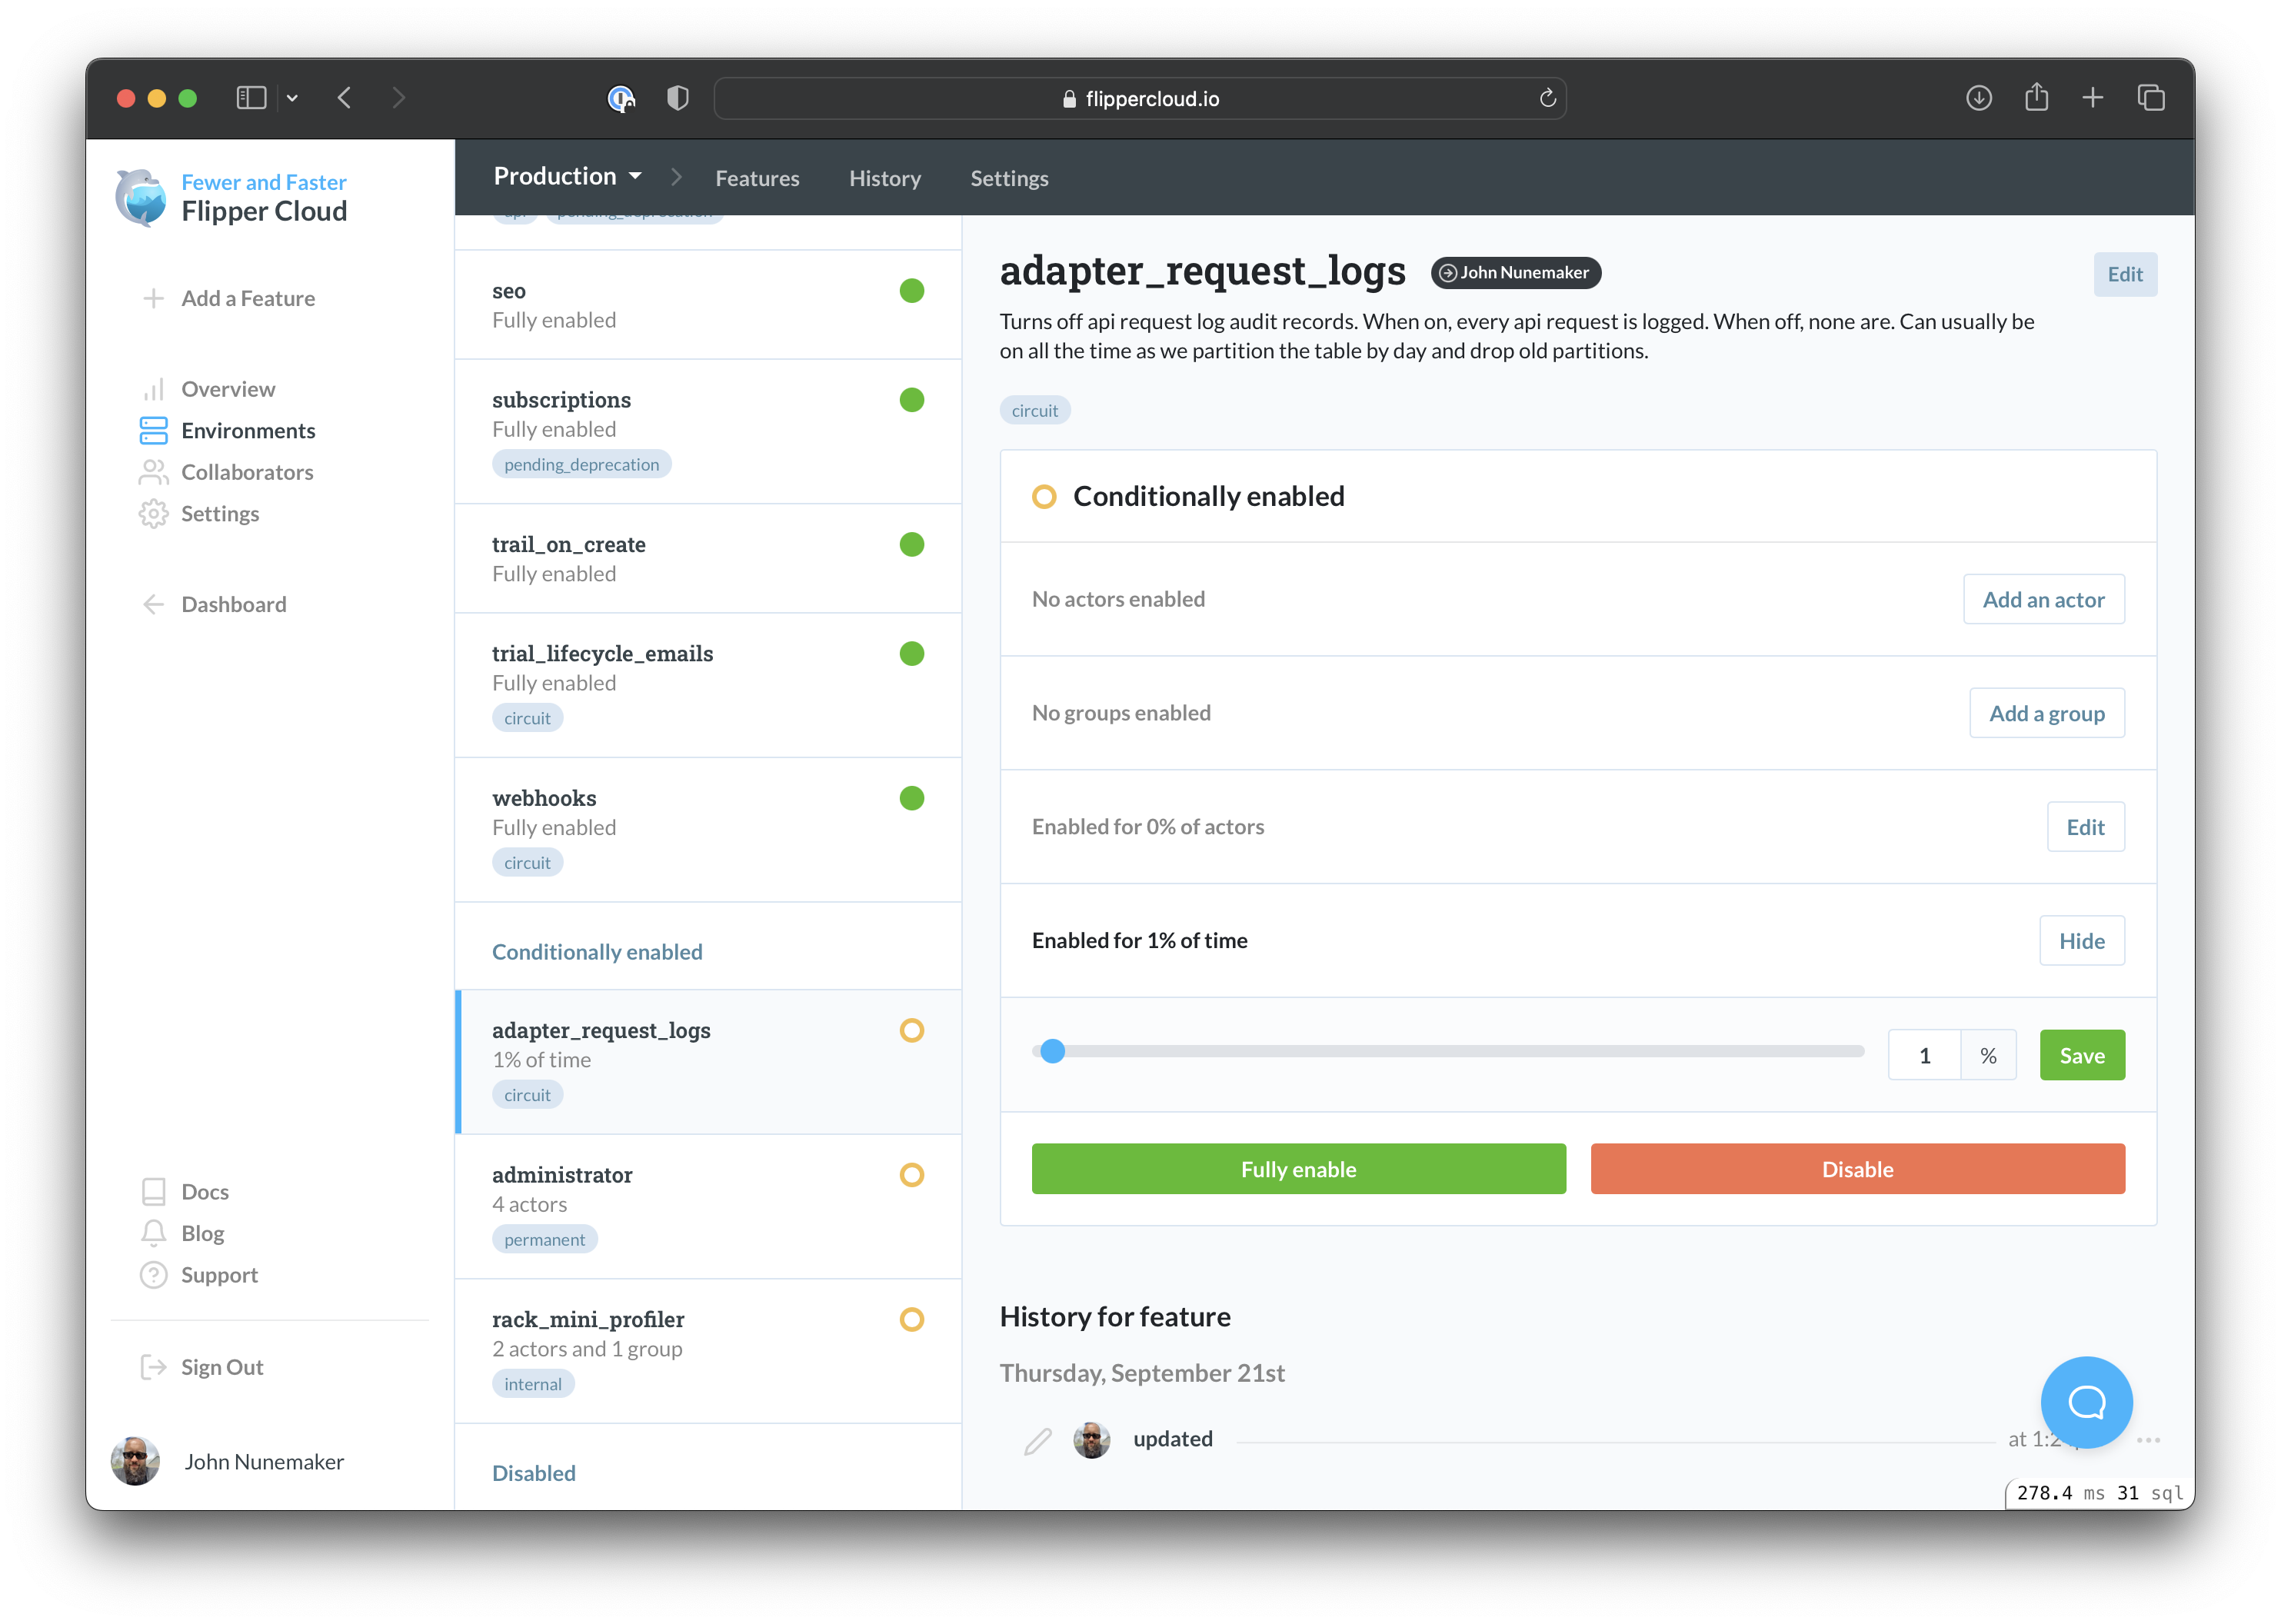 flippercloud.io
Fewer and Faster
Flipper Cloud
Add a Feature
Overview
Environments
Collaborators
Settings
Dashboard
Docs
Blog
Support
Sign Out
John Nunemaker
Production
Features
History
Settings
pending_deprecation
seo
Fully enabled
subscriptions
Fully enabled
pending_deprecation
trail_on_create
Fully enabled
trial_lifecycle_emails
Fully enabled
circuit
webhooks
Fully enabled
circuit
Conditionally enabled
adapter_request_logs
1% of time
circuit
administrator
4 actors
permanent
rack_mini_profiler
2 actors and 1 group
internal
Disabled
adapter_request_logs
John Nunemaker
Edit
Turns off api request log audit records. When on, every api request is logged. When off, none are. Can usually be
on all the time as we partition the table by day and drop old partitions.
circuit
Conditionally enabled
No actors enabled
Add an actor
No groups enabled
Add a group
Enabled for 0% of actors
Edit
Enabled for 1% of time
Hide
1 %
Save
Fully enable
Disable
History for feature
Thursday, September 21st
updated
at
278.4 ms 31 sql